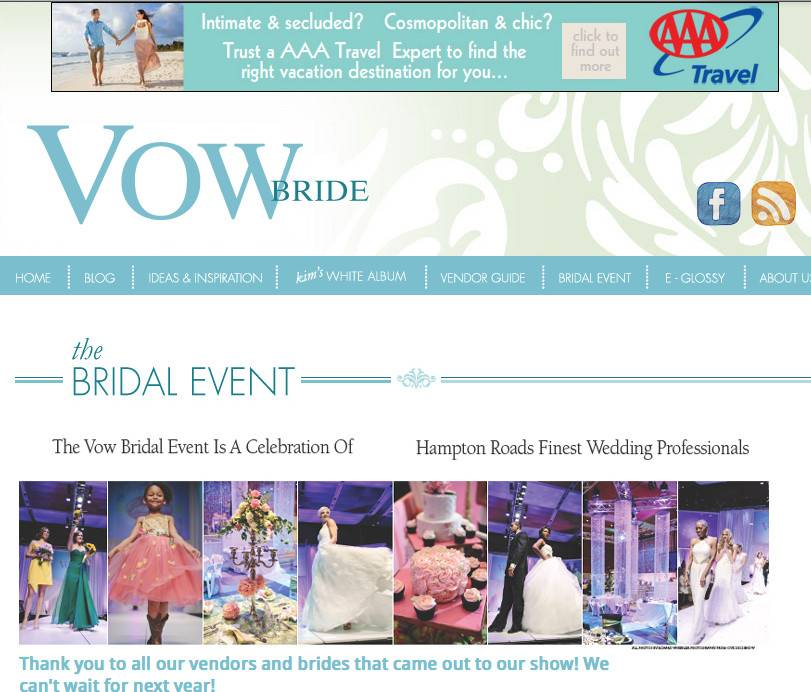 Intimate & secluded? Cosmopolitan & chic?
Trust a AAA Travel Expert to find the
right vacation destination for you...
click to
find out
more
AAA
Travel
VOW BRIDE
f
HOME BLOG IDEAS & INSPIRATION kim's WHITE ALBUM VENDOR GUIDE BRIDAL EVENT E - GLOSSY ABOUT US
the
BRIDAL EVENT
The Vow Bridal Event Is A Celebration Of Hampton Roads Finest Wedding Professionals
Thank you to all our vendors and brides that came out to our show! We
can't wait for next year!